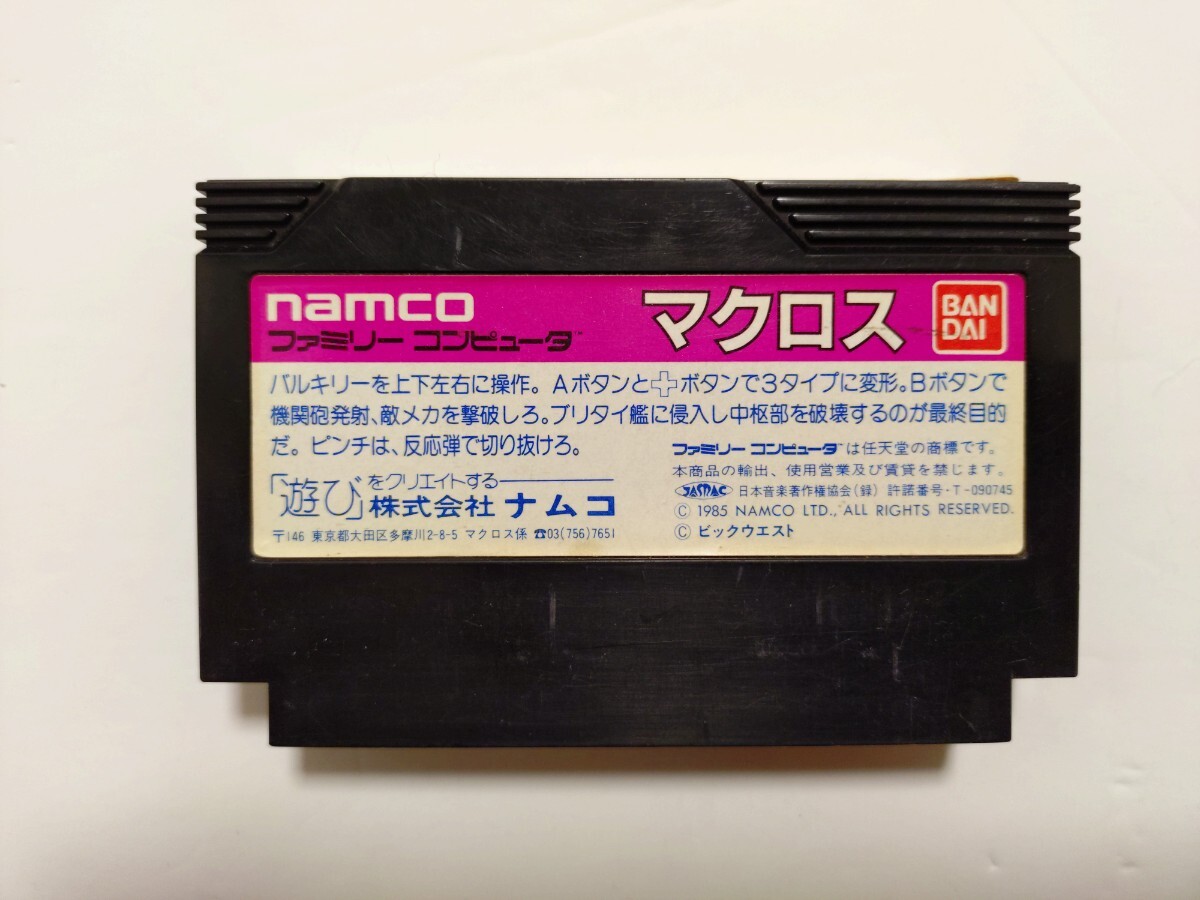 namco
ファミリー コンピュータ™
マクロス
BAN
DAI
バルキリーを上下左右に操作。Aボタンと✚ボタンで3タイプに変形。Bボタンで
機関砲発射、敵メカを撃破しろ。ブリタイ艦に侵入し中枢部を破壊するのが最終目的
だ。ピンチは、反応弾で切り抜けろ。
「遊び」をクリエイトする
株式会社 ナムコ
〒146 東京都大田区多摩川2-8-5 マクロス係 ☎03(756)7651
ファミリー コンピュータ™は任天堂の商標です。
本商品の輸出、使用営業及び賃貸を禁じます。
JASRAC 日本音楽著作権協会(録) 許諾番号・T-090745
Ⓒ 1985 NAMCO LTD., ALL RIGHTS RESERVED.
Ⓒ ビックウエスト